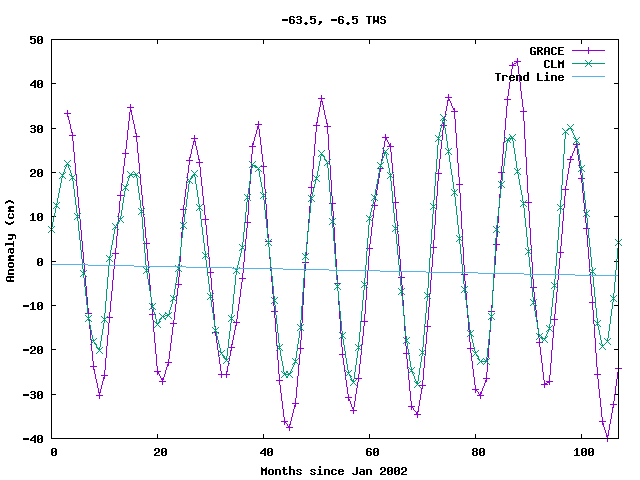 -63.5, -6.5 TWS
GRACE
CLM
Trend Line
50
40
30
20
10
0
-10
-20
-30
-40
Anomaly (cm)
0 20 40 60 80 100
Months since Jan 2002